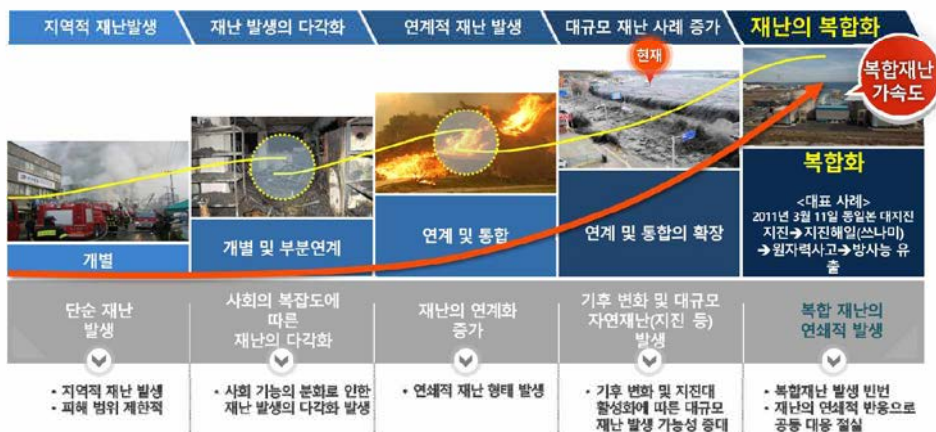 지역적 재난발생
재난 발생의 다각화
연계적 재난 발생
대규모 재난 사례 증가
재난의 복합화
현재
복합재난
가속도
개별
개별 및 부분연계
연계 및 통합
연계 및 통합의 확장
복합화
<대표 사례>
2011년 3월 11일 동일본 대지진
지진→지진해일(쓰나미)
→원자력사고→방사능 유
출
단순 재난
발생
사회의 복잡도에
따른
재난의 다각화
재난의 연계화
증가
기후 변화 및 대규모
자연재난(지진 등)
발생
복합 재난의
연쇄적 발생
• 지역적 재난 발생
• 피해 범위 제한적
• 사회 기능의 분화로 인한
재난 발생의 다각화 발생
• 연쇄적 재난 형태 발생
• 기후 변화 및 지진대
활성화에 따른 대규모
재난 발생 가능성 증대
• 복합재난 발생 빈번
• 재난의 연쇄적 반응으로
공동 대응 절실